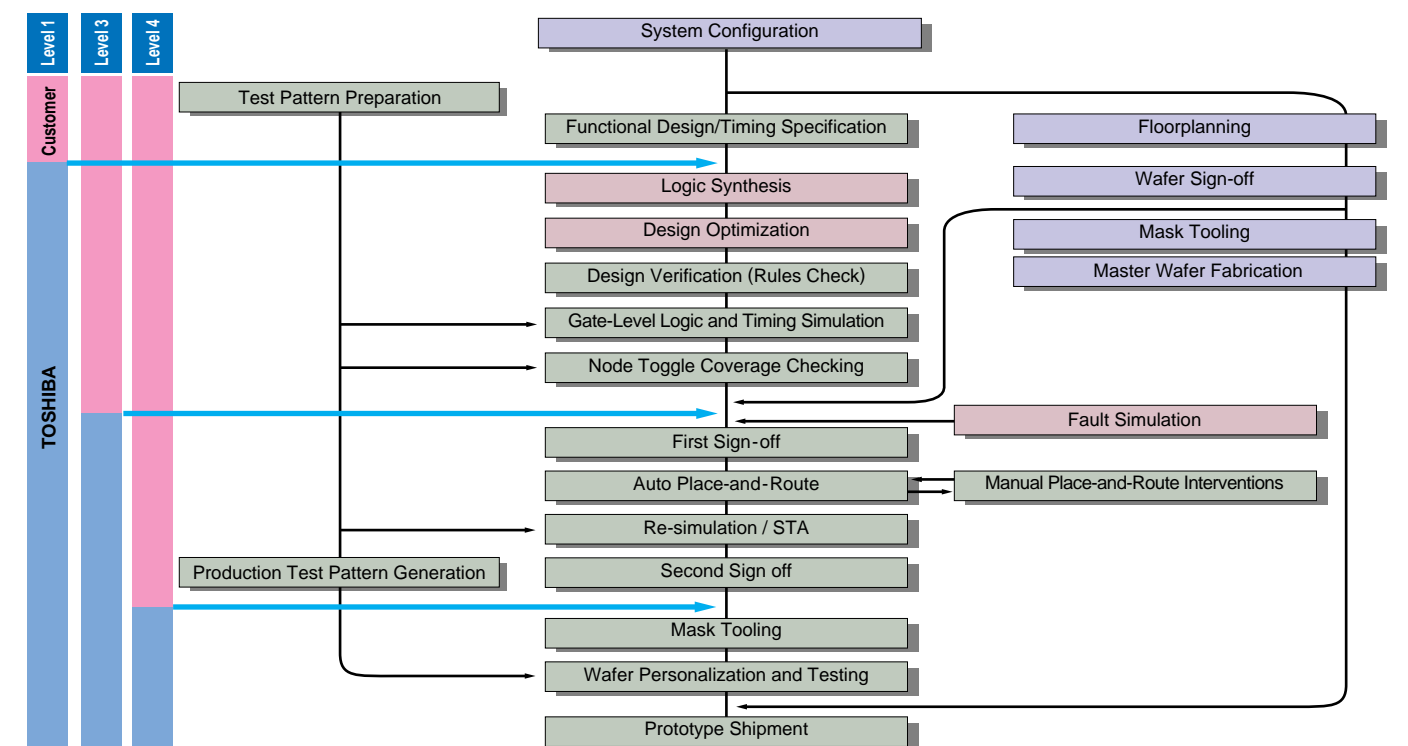 Level 1
Level 3
Level 4
Customer
TOSHIBA
System Configuration
Test Pattern Preparation
Functional Design/Timing Specification
Floorplanning
Logic Synthesis
Wafer Sign-off
Design Optimization
Mask Tooling
Design Verification (Rules Check)
Master Wafer Fabrication
Gate-Level Logic and Timing Simulation
Node Toggle Coverage Checking
Fault Simulation
First Sign-off
Auto Place-and-Route
Manual Place-and-Route Interventions
Re-simulation / STA
Production Test Pattern Generation
Second Sign off
Mask Tooling
Wafer Personalization and Testing
Prototype Shipment